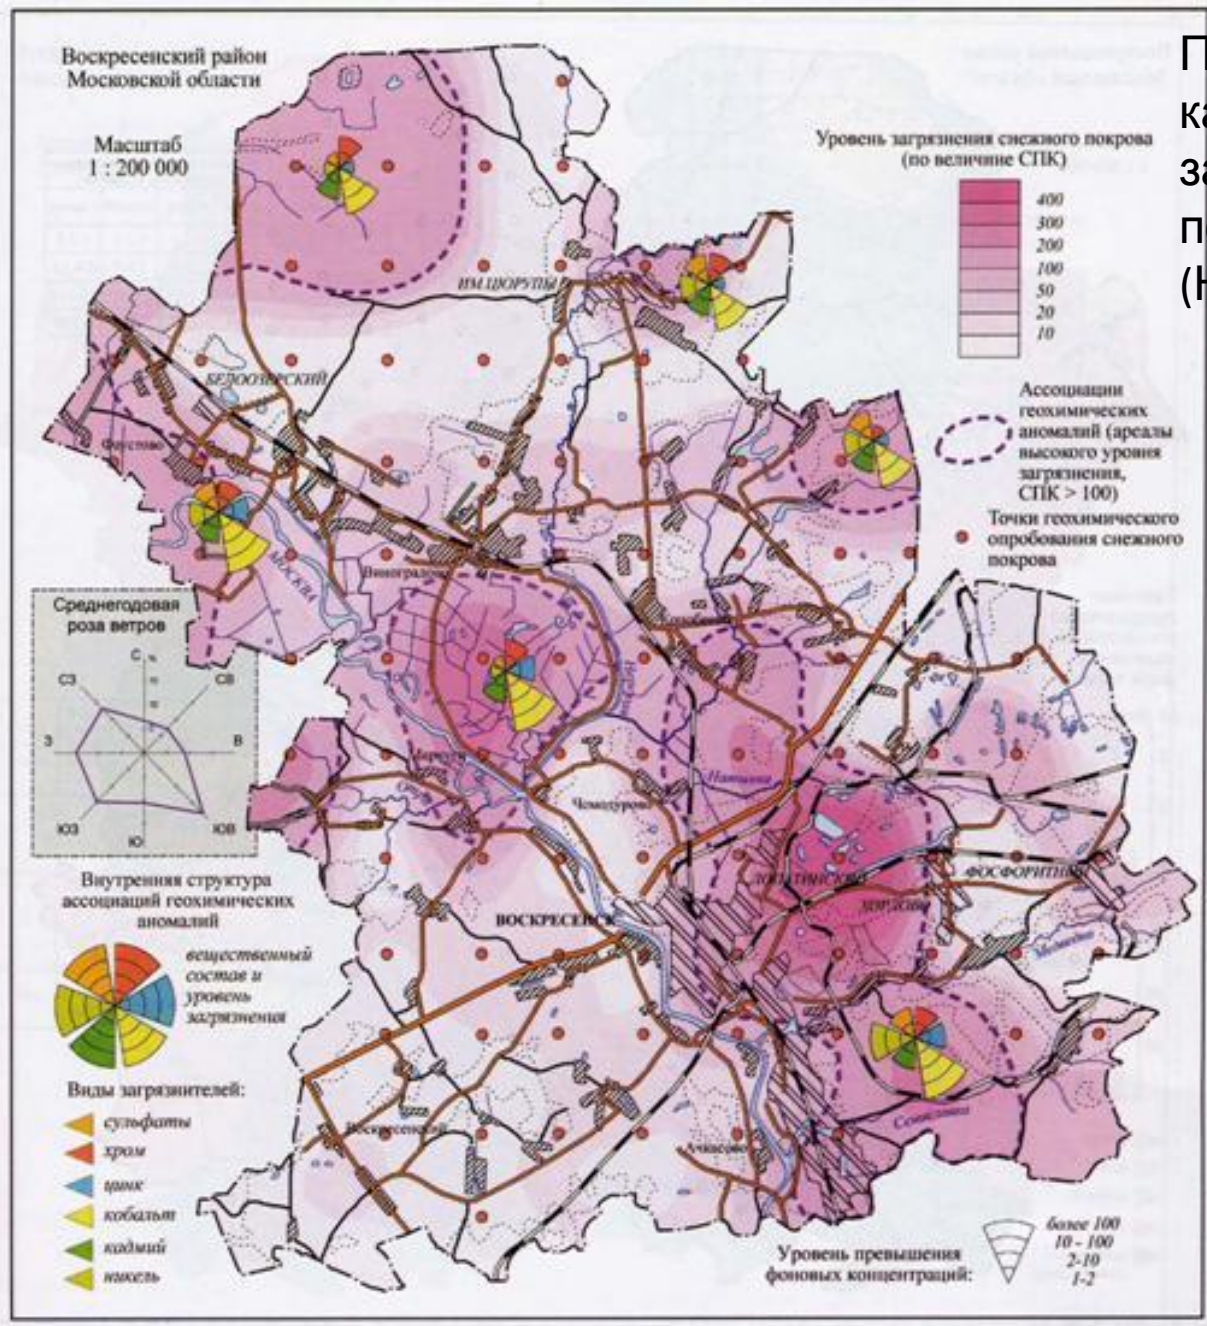 Воскресенский район
Московской области
Масштаб
1 : 200 000
Уровень загрязнения снежного покрова
(по величине СПК)
400
300
200
100
50
20
10
П
ка
за
п
(Н
ИМ.ЦЮРУПЫ
БЕЛООЗЕРСКИЙ
Фаустово
Ассоциации
геохимических
аномалий (ареалы
высокого уровня
загрязнения,
СПК > 100)
Точки геохимического
опробования снежного
покрова
МОСКВА
Виноградово
Среднегодовая
роза ветров
С
СЗ
СВ
З
В
ЮЗ
ЮВ
Ю
Чемодурово
ЛОПАТИНСКИЙ
ФОСФОРИТНЫЙ
ВОСКРЕСЕНСК
Внутренняя структура
ассоциаций геохимических
аномалий
вещественный
состав и
уровень
загрязнения
Виды загрязнителей:
сульфаты
хром
цинк
кобальт
кадмий
никель
Воскресенский
Ачкасово
Уровень превышения
фоновых концентраций:
более 100
10 - 100
2-10
1-2